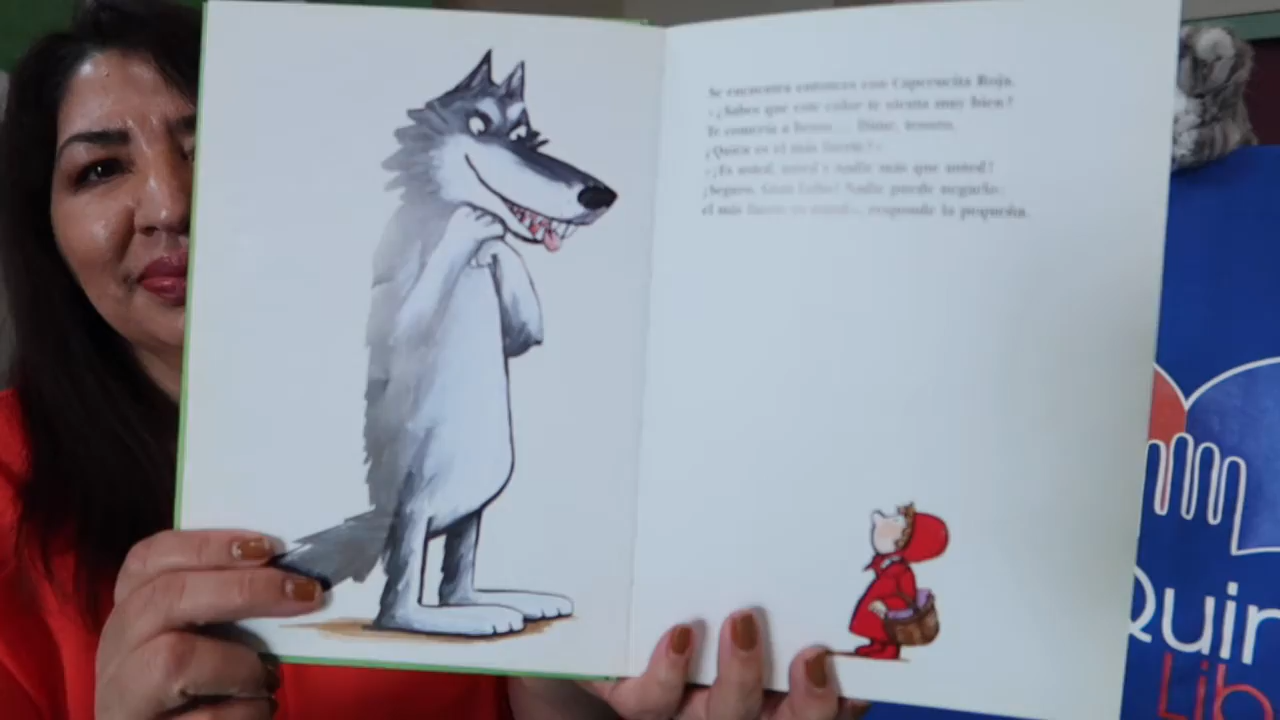 Se encuentra entonces con Caperucita Roja.
-¿Sabes que este color te sienta muy bien?
Te comería a besos... Dime, tesoro,
¿Quién es el más fuerte?-
-¡Es usted, usted y nadie más que usted!
¡Seguro, Gran Lobo! Nadie puede negarlo:
el más fuerte es usted-, responde la pequeña.
Quir
Lib